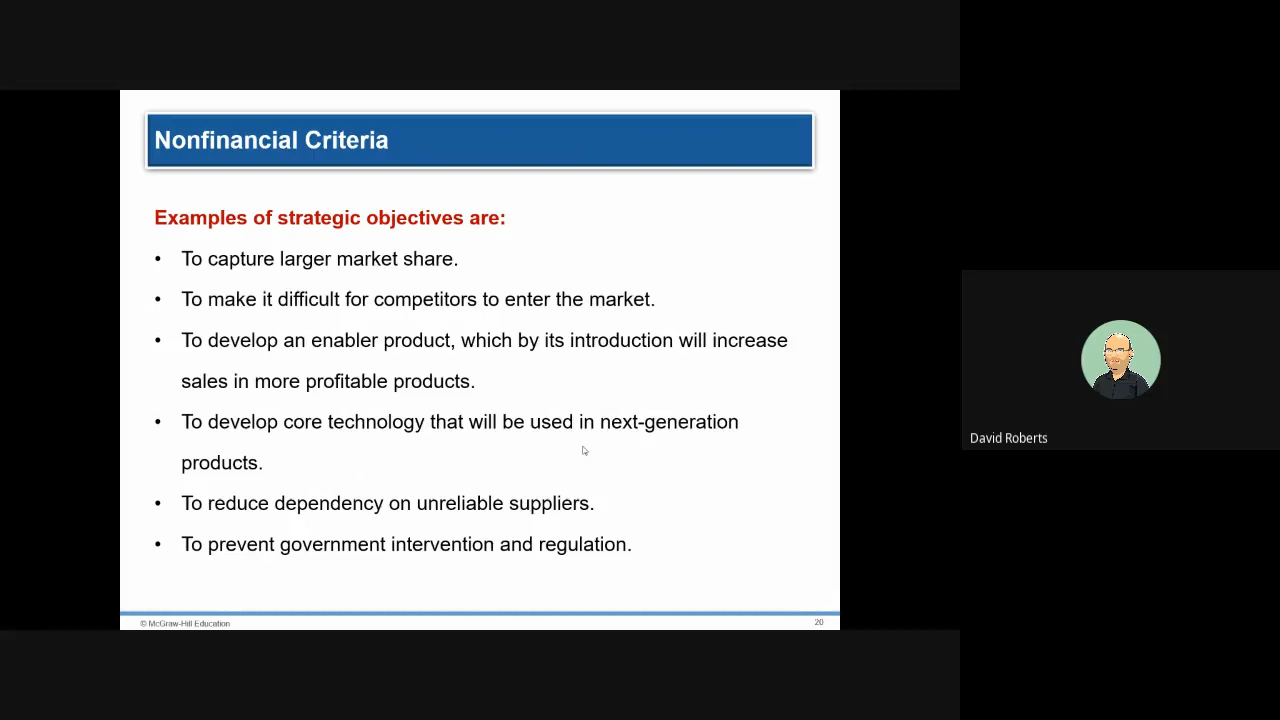 Nonfinancial Criteria
Examples of strategic objectives are:
• To capture larger market share.
• To make it difficult for competitors to enter the market.
• To develop an enabler product, which by its introduction will increase
sales in more profitable products.
• To develop core technology that will be used in next-generation
products.
• To reduce dependency on unreliable suppliers.
• To prevent government intervention and regulation.
© McGraw-Hill Education
20
David Roberts